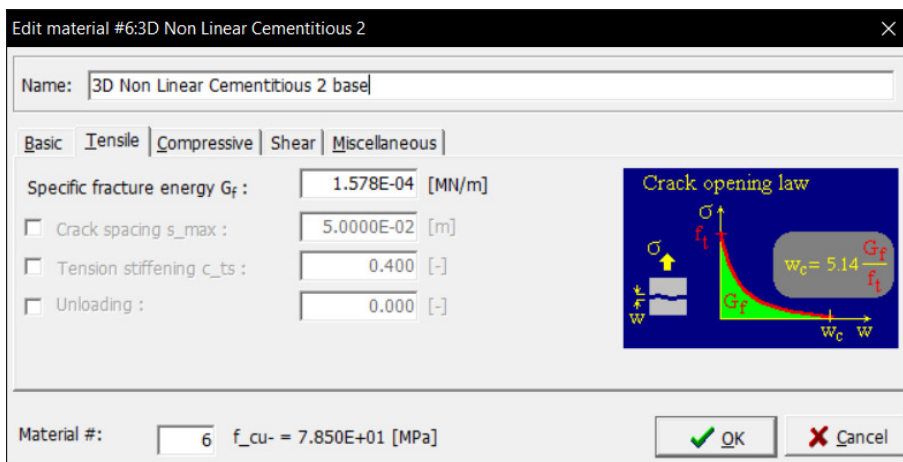 Edit material #6:3D Non Linear Cementitious 2
Name: 3D Non Linear Cementitious 2 base
Basic Tensile Compressive Shear Miscellaneous
Specific fracture energy Gf : 1.578E-04 [MN/m]
Crack spacing s_max : 5.0000E-02 [m]
Tension stiffening c_ts : 0.400 [-]
Unloading : 0.000 [-]
Crack opening law
σ
ft
σ
wc= 5.14 Gf/ft
Gf
w
wc w
Material #: 6 f_cu- = 7.850E+01 [MPa]
OK Cancel